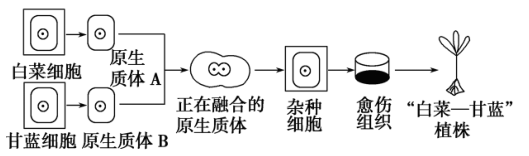 白菜细胞
原生
质体 A
甘蓝细胞
原生质体 B
正在融合的
原生质体
杂种
细胞
愈伤
组织
“白菜—甘蓝”
植株